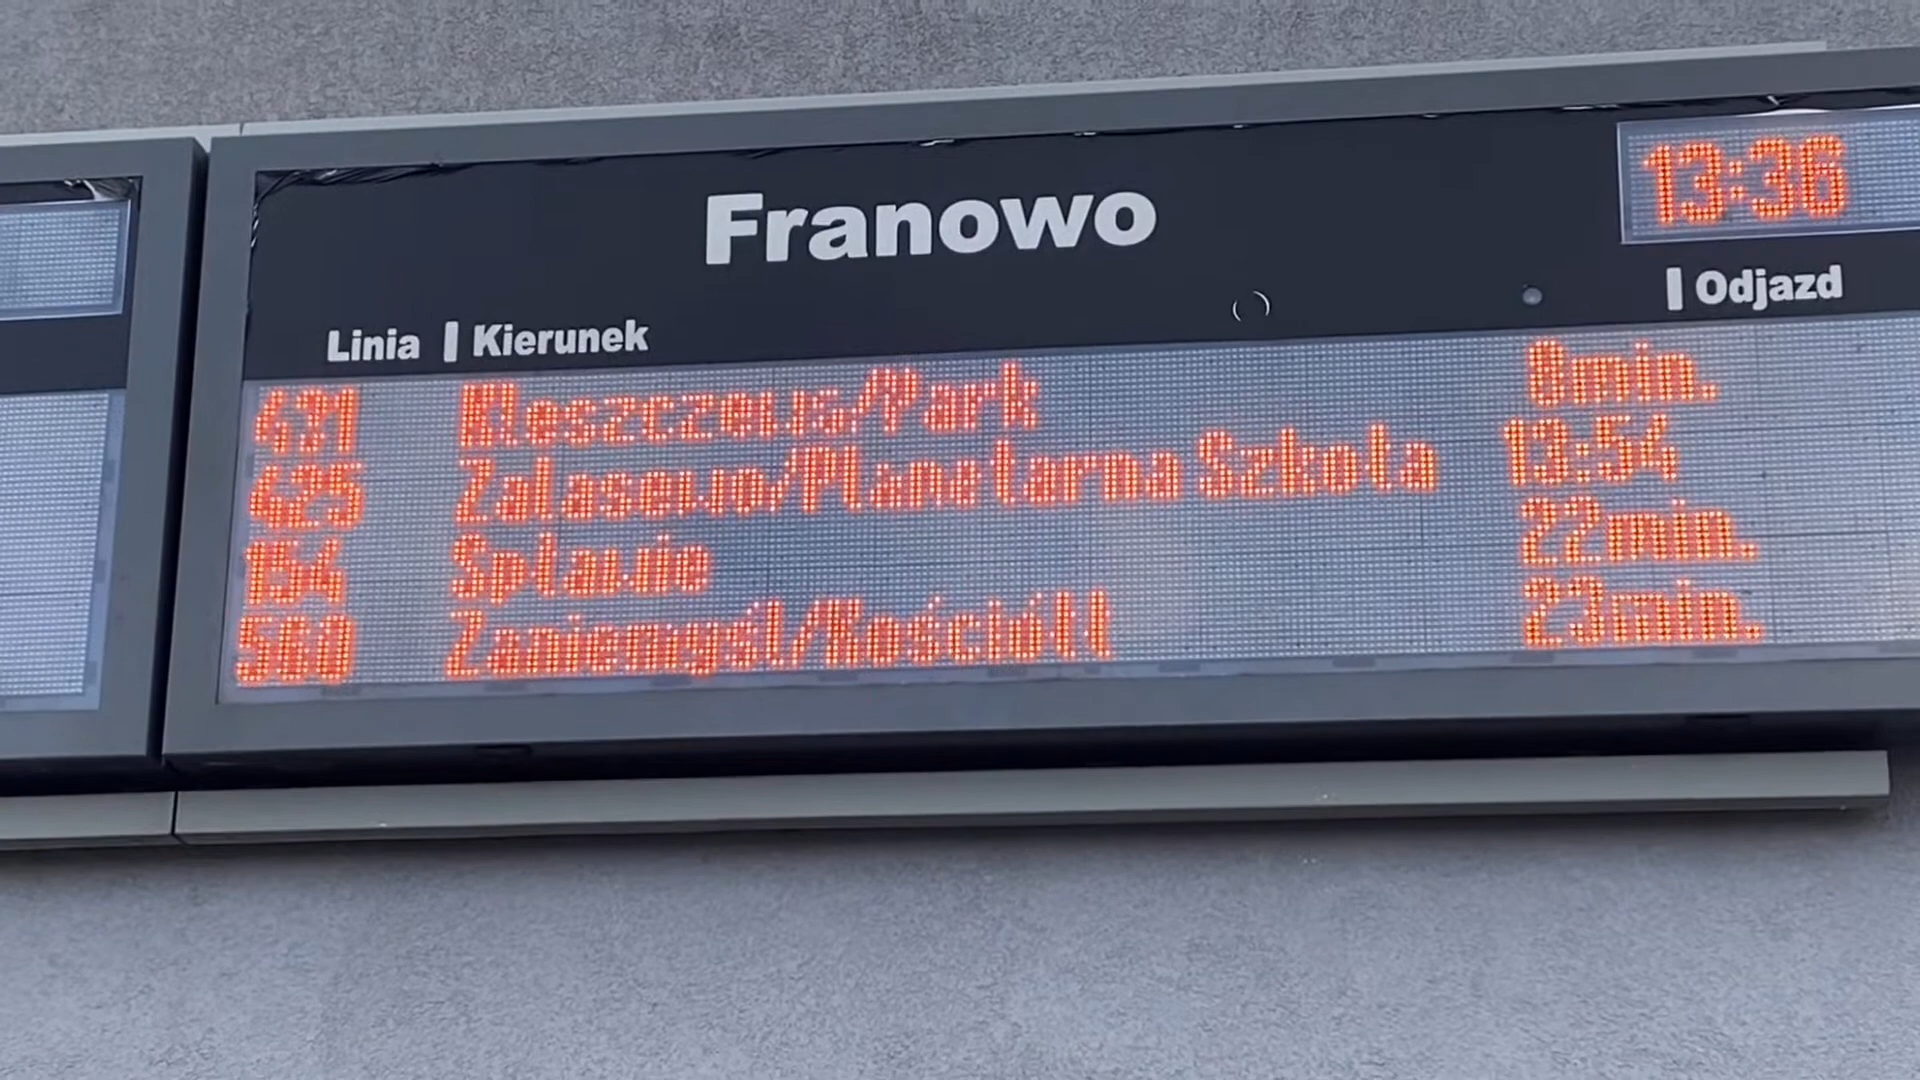 Franowo
13:36
Linia | Kierunek | Odjazd
431 Kleszczewo/Park 8min.
425 Zalasewo/Planetarna Szkoła 13:54
154 Spławie 22min.
560 Zaniemyśl/Kościół I 23min.